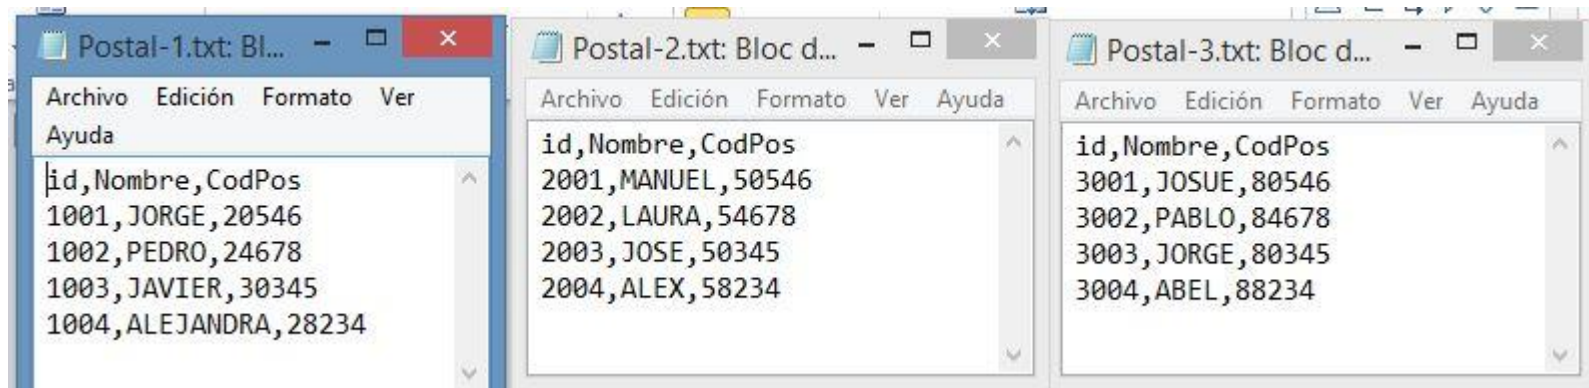 Postal-1.txt: Bl...
Archivo Edición Formato Ver
Ayuda
id,Nombre,CodPos
1001,JORGE,20546
1002,PEDRO,24678
1003,JAVIER,30345
1004,ALEJANDRA,28234
Postal-2.txt: Bloc d...
Archivo Edición Formato Ver Ayuda
id,Nombre,CodPos
2001,MANUEL,50546
2002,LAURA,54678
2003,JOSE,50345
2004,ALEX,58234
Postal-3.txt: Bloc d...
Archivo Edición Formato Ver Ayuda
id,Nombre,CodPos
3001,JOSUE,80546
3002,PABLO,84678
3003,JORGE,80345
3004,ABEL,88234